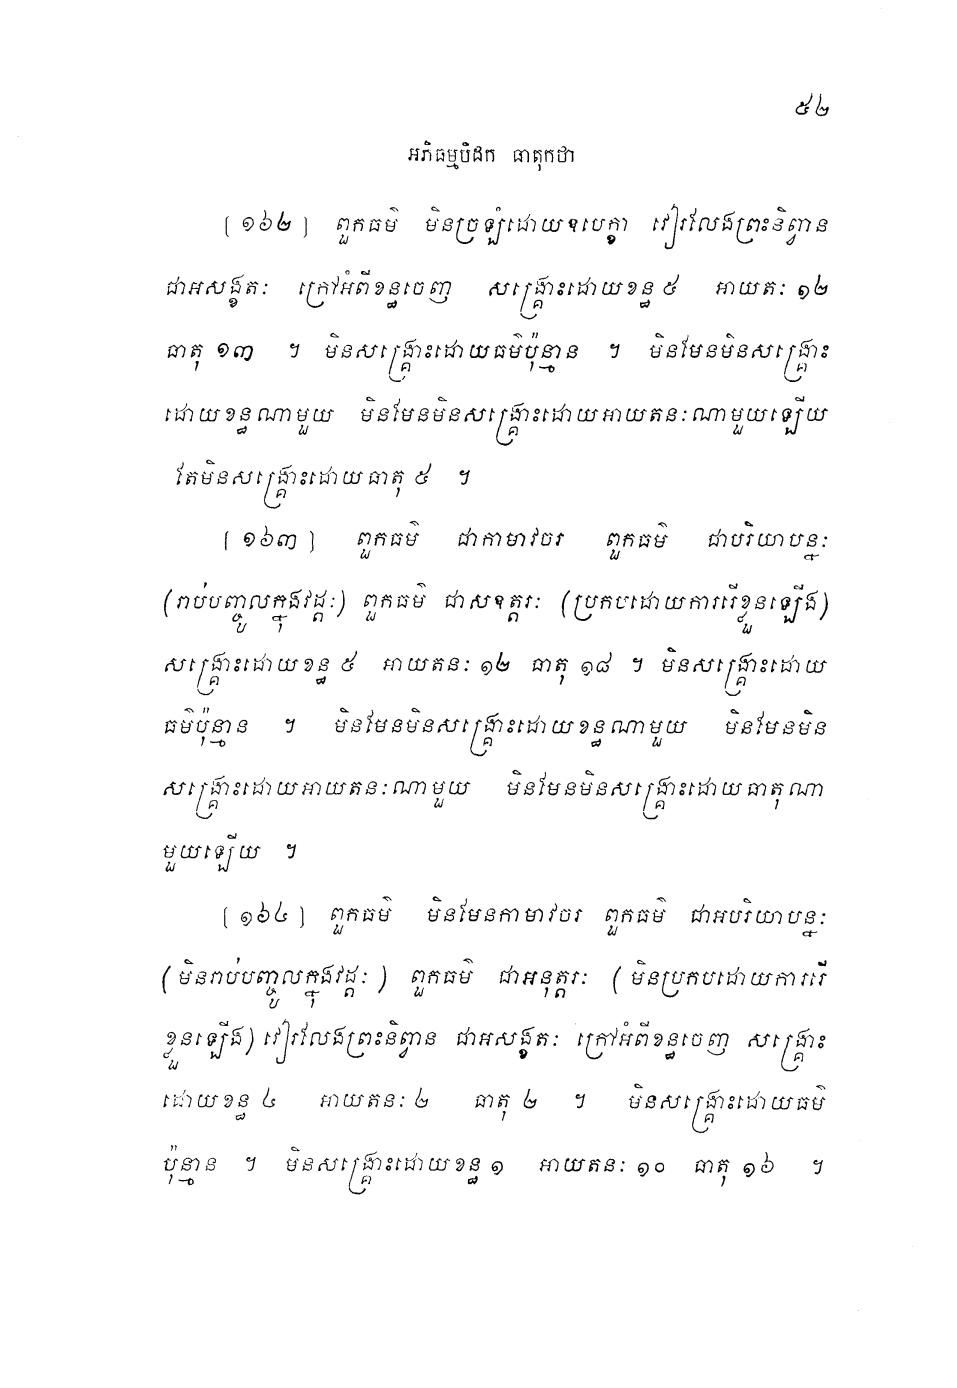 ៥២
អភិធម្មបិដក ធាតុកថា
[១៦២] ពួកធម៌ មិនច្រឡំដោយឧបេក្ខា វៀរលែងព្រះនិព្វាន
ជាអសង្ខតៈ ក្រៅអំពីខន្ធចេញ សង្គ្រោះដោយខន្ធ ៥ អាយតៈ ១២
ធាតុ ១៣ ។ មិនសង្គ្រោះដោយធម៌ប៉ុន្មាន ។ មិនមែនមិនសង្គ្រោះ
ដោយខន្ធណាមួយ មិនមែនមិនសង្គ្រោះដោយអាយតនៈណាមួយឡើយ
តែមិនសង្គ្រោះដោយធាតុ ៥ ។
[១៦៣] ពួកធម៌ ជាកាមាវចរ ពួកធម៌ ជាបរិយាបន្នៈ
(រាប់បញ្ចូលក្នុងវដ្តៈ) ពួកធម៌ ជាសឧត្តរៈ (ប្រកបដោយការរើខ្លួនឡើង)
សង្គ្រោះដោយខន្ធ ៥ អាយតនៈ ១២ ធាតុ ១៨ ។ មិនសង្គ្រោះដោយ
ធម៌ប៉ុន្មាន ។ មិនមែនមិនសង្គ្រោះដោយខន្ធណាមួយ មិនមែនមិន
សង្គ្រោះដោយអាយតនៈណាមួយ មិនមែនមិនសង្គ្រោះដោយធាតុណា
មួយឡើយ ។
[១៦៤] ពួកធម៌ មិនមែនកាមាវចរ ពួកធម៌ ជាអបរិយាបន្នៈ
(មិនរាប់បញ្ចូលក្នុងវដ្តៈ) ពួកធម៌ ជាអនុត្តរៈ (មិនប្រកបដោយការរើ
ខ្លួនឡើង) វៀរលែងព្រះនិព្វាន ជាអសង្ខតៈ ក្រៅអំពីខន្ធចេញ សង្គ្រោះ
ដោយខន្ធ ៤ អាយតនៈ ២ ធាតុ ២ ។ មិនសង្គ្រោះដោយធម៌
ប៉ុន្មាន ។ មិនសង្គ្រោះដោយខន្ធ ១ អាយតនៈ ១០ ធាតុ ១៦ ។